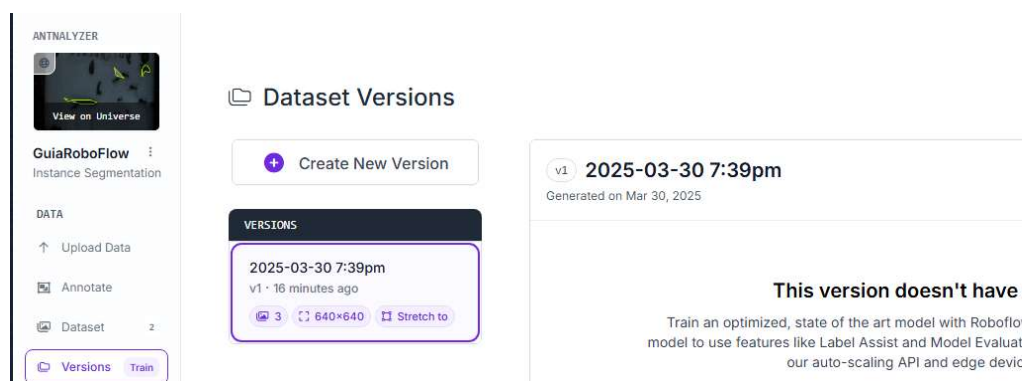 ANTNALYZER
View on Universe
GuiaRoboFlow
Instance Segmentation
DATA
Upload Data
Annotate
Dataset 2
Versions Train
Dataset Versions
Create New Version
VERSIONS
2025-03-30 7:39pm
v1 · 16 minutes ago
3 640×640 Stretch to
v1 2025-03-30 7:39pm
Generated on Mar 30, 2025
This version doesn't have
Train an optimized, state of the art model with Roboflo
model to use features like Label Assist and Model Evaluat
our auto-scaling API and edge devic